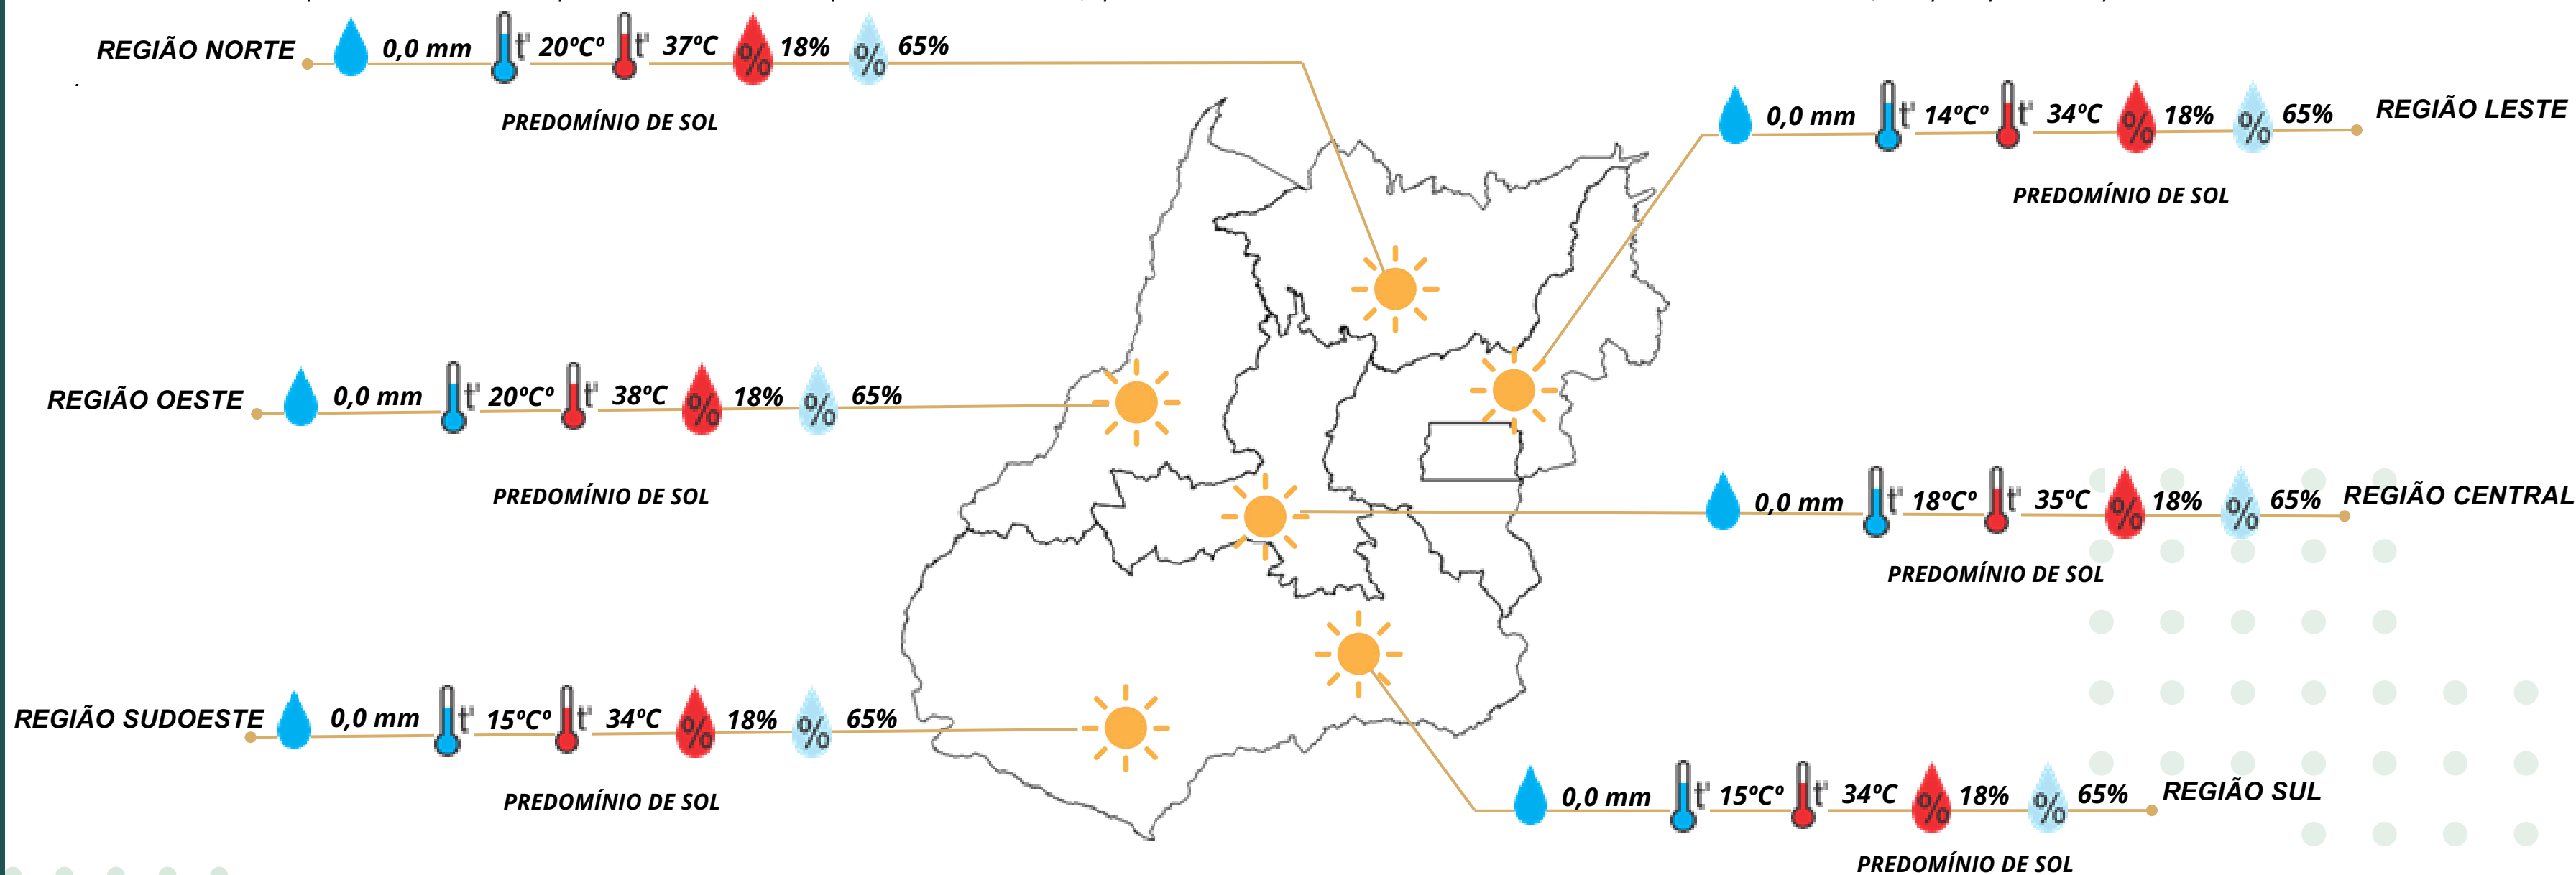 REGIÃO NORTE 0,0 mm t' 20ºCº t' 37ºC % 18% % 65%
PREDOMÍNIO DE SOL
0,0 mm t' 14ºCº t' 34ºC % 18% % 65% REGIÃO LESTE
PREDOMÍNIO DE SOL
REGIÃO OESTE 0,0 mm t' 20ºCº t' 38ºC % 18% % 65%
PREDOMÍNIO DE SOL
0,0 mm t' 18ºCº t' 35ºC % 18% % 65% REGIÃO CENTRAL
PREDOMÍNIO DE SOL
REGIÃO SUDOESTE 0,0 mm t' 15ºCº t' 34ºC % 18% % 65%
PREDOMÍNIO DE SOL
0,0 mm t' 15ºCº t' 34ºC % 18% % 65% REGIÃO SUL
PREDOMÍNIO DE SOL